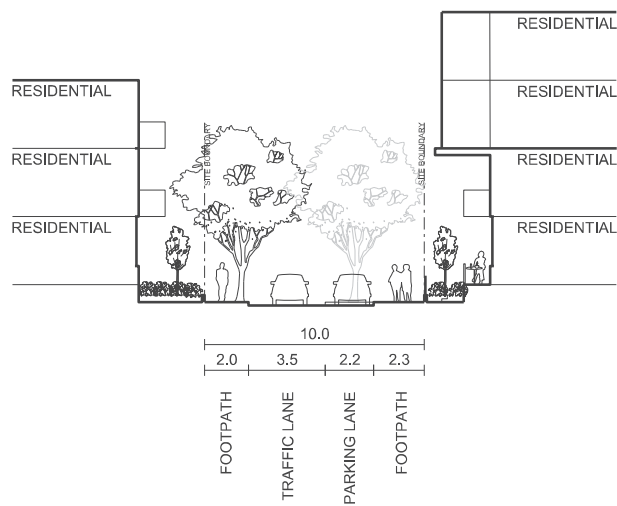 RESIDENTIAL
RESIDENTIAL
RESIDENTIAL
RESIDENTIAL
RESIDENTIAL
RESIDENTIAL
RESIDENTIAL
SITE BOUNDARY
SITE BOUNDARY
10.0
2.0 3.5 2.2 2.3
FOOTPATH
TRAFFIC LANE
PARKING LANE
FOOTPATH